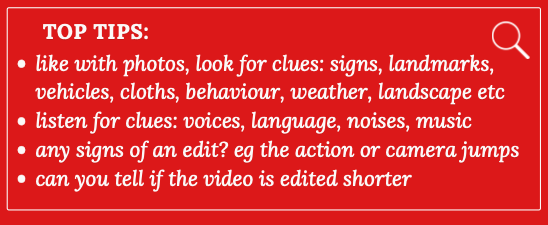 TOP TIPS:
• like with photos, look for clues: signs, landmarks,
vehicles, cloths, behaviour, weather, landscape etc
• listen for clues: voices, language, noises, music
• any signs of an edit? eg the action or camera jumps
• can you tell if the video is edited shorter